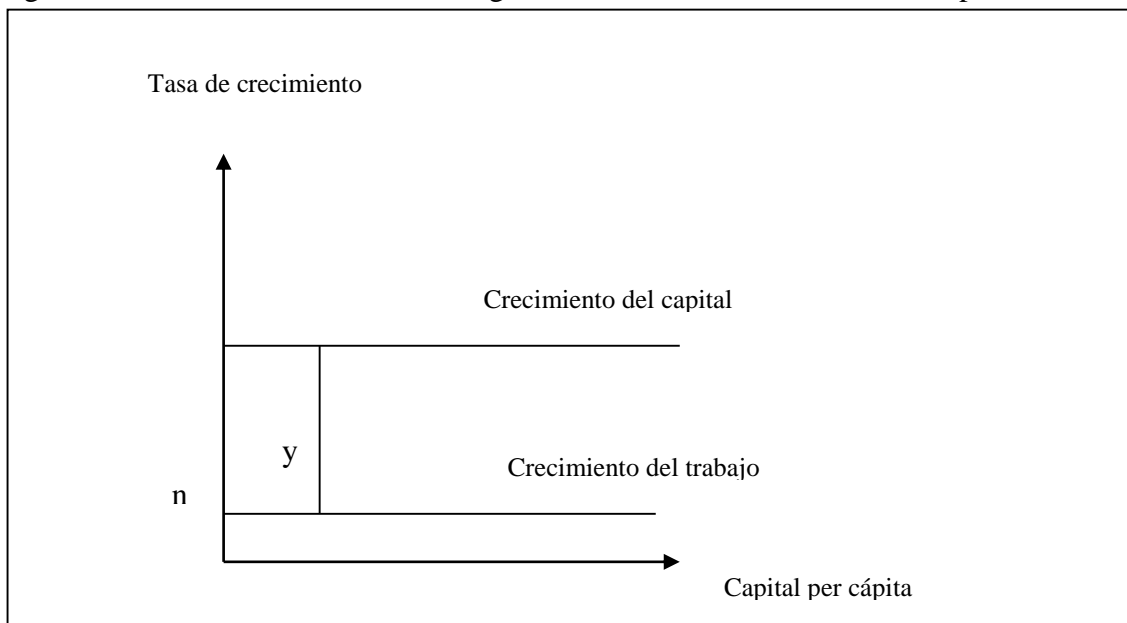 Tasa de crecimiento
Crecimiento del capital
y
Crecimiento del trabajo
n
Capital per cápita